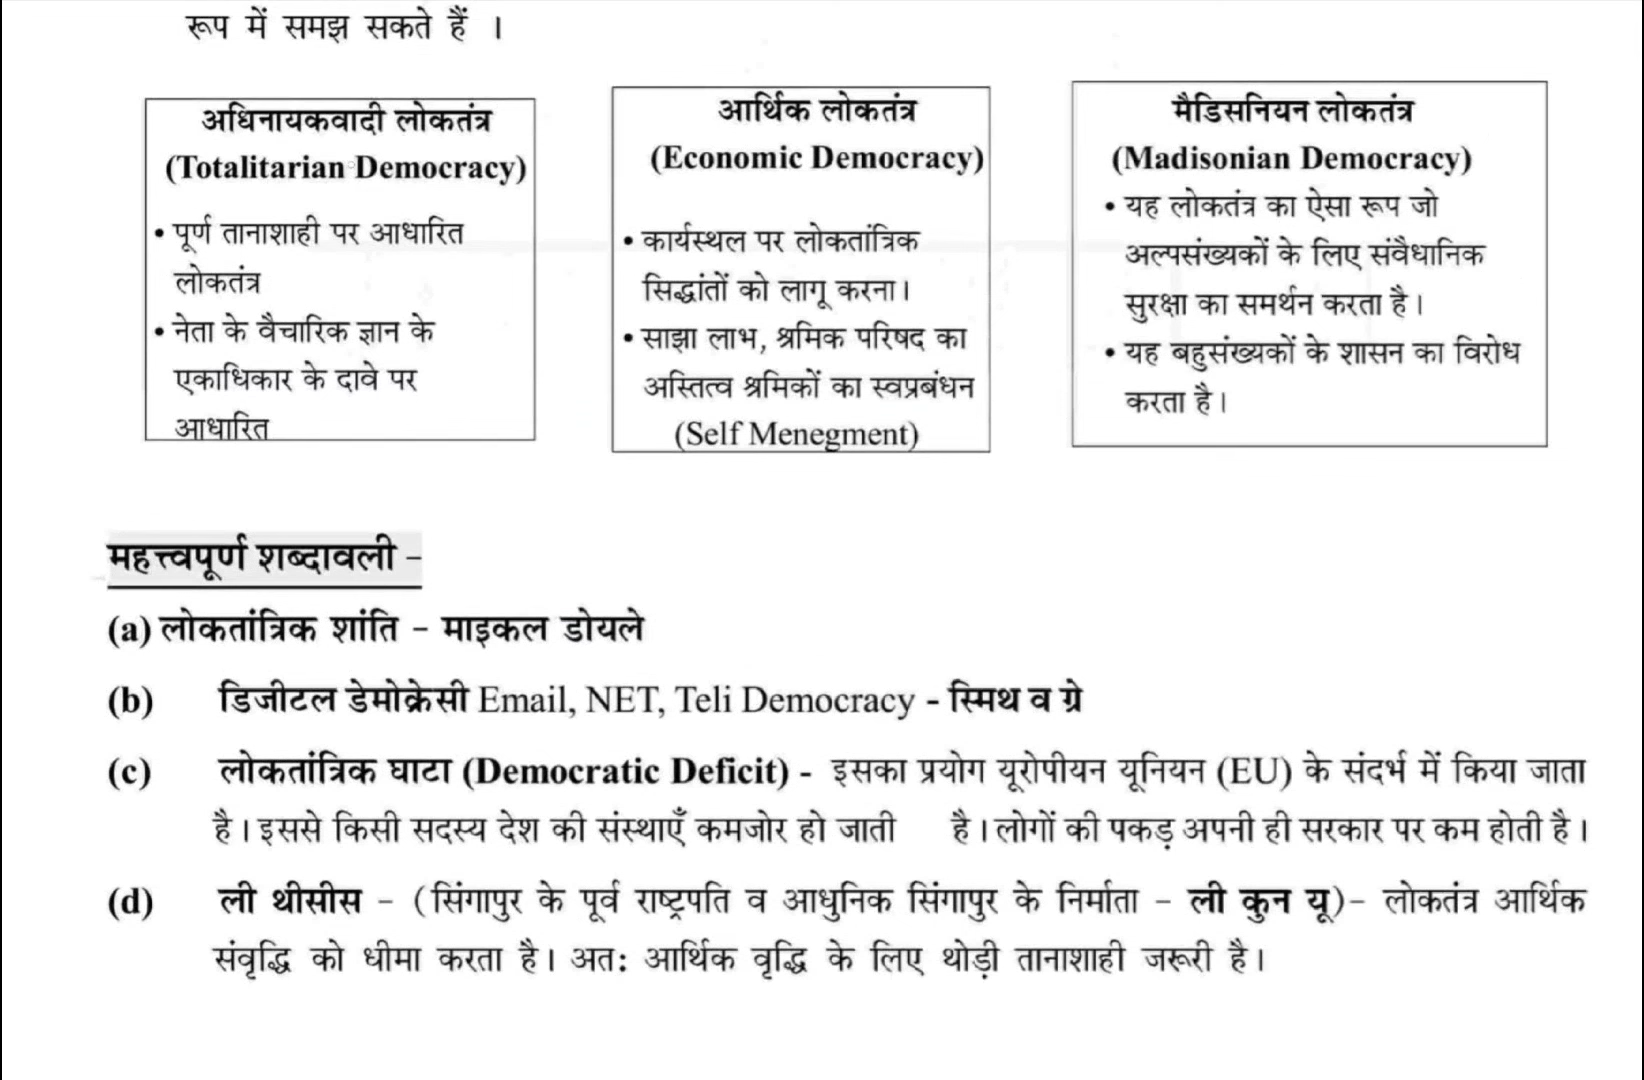 रूप में समझ सकते हैं ।
अधिनायकवादी लोकतंत्र
(Totalitarian Democracy)
• पूर्ण तानाशाही पर आधारित
लोकतंत्र
• नेता के वैचारिक ज्ञान के
एकाधिकार के दावे पर
आधारित
आर्थिक लोकतंत्र
(Economic Democracy)
• कार्यस्थल पर लोकतांत्रिक
सिद्धांतों को लागू करना।
• साझा लाभ, श्रमिक परिषद का
अस्तित्व श्रमिकों का स्वप्रबंधन
(Self Menegment)
मैडिसनियन लोकतंत्र
(Madisonian Democracy)
• यह लोकतंत्र का ऐसा रूप जो
अल्पसंख्यकों के लिए संवैधानिक
सुरक्षा का समर्थन करता है।
• यह बहुसंख्यकों के शासन का विरोध
करता है।
महत्त्वपूर्ण शब्दावली -
(a) लोकतांत्रिक शांति - माइकल डोयले
(b) डिजीटल डेमोक्रेसी Email, NET, Teli Democracy - स्मिथ व ग्रे
(c) लोकतांत्रिक घाटा (Democratic Deficit) - इसका प्रयोग यूरोपीयन यूनियन (EU) के संदर्भ में किया जाता
है। इससे किसी सदस्य देश की संस्थाएँ कमजोर हो जाती है। लोगों की पकड़ अपनी ही सरकार पर कम होती है।
(d) ली थीसीस - (सिंगापुर के पूर्व राष्ट्रपति व आधुनिक सिंगापुर के निर्माता - ली कुन यू)- लोकतंत्र आर्थिक
संवृद्धि को धीमा करता है। अतः आर्थिक वृद्धि के लिए थोड़ी तानाशाही जरूरी है।